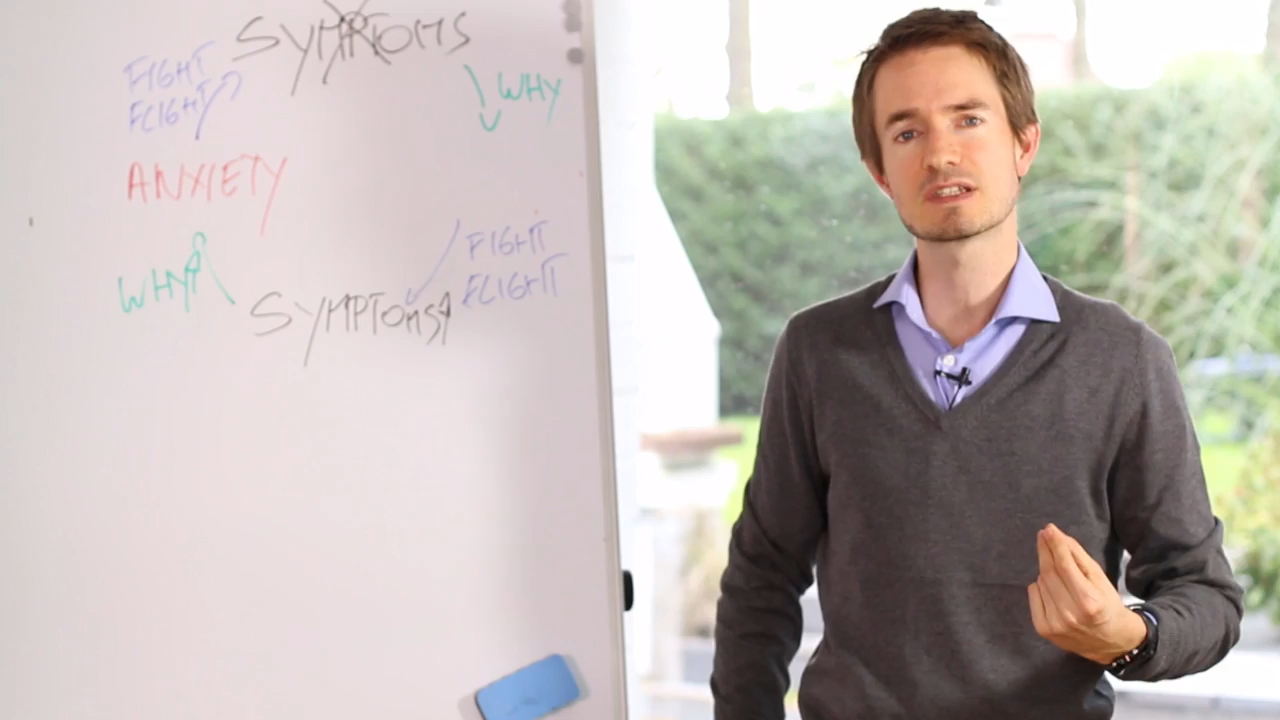 SYMPTOMS
FIGHT
FLIGHT
WHY
ANXIETY
FIGHT
FLIGHT
WHY?
SYMPTOMS